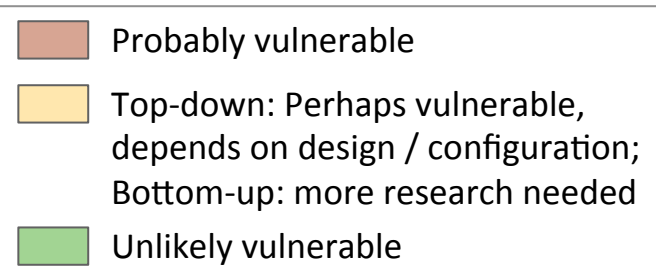 Probably vulnerable
Top-down: Perhaps vulnerable,
depends on design / configuration;
Bottom-up: more research needed
Unlikely vulnerable